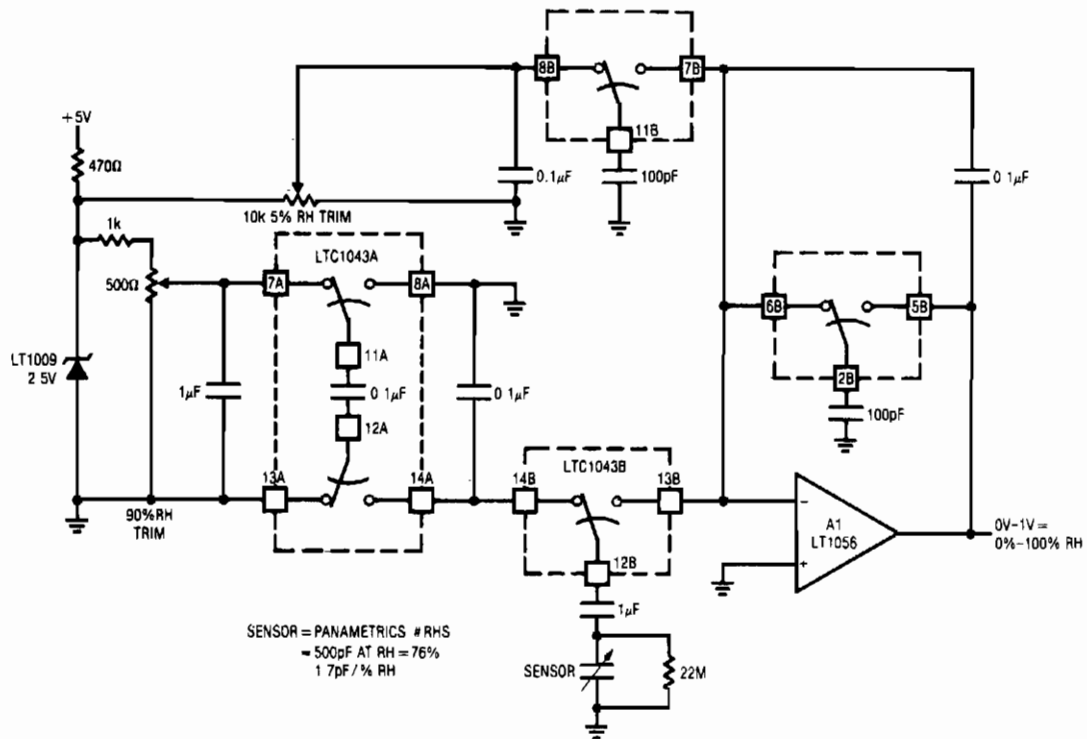 8B
7B
11B
+5V
470Ω
0.1µF
100pF
0 1µF
10k 5% RH TRIM
1k
LTC1043A
500Ω
7A
8A
6B
5B
LT1009
2 5V
11A
2B
1µF
0 1µF
0 1µF
100pF
12A
13A
14A
14B
LTC1043B
13B
90%RH
TRIM
−
A1
LT1056
+
0V-1V =
0%-100% RH
12B
1µF
SENSOR = PANAMETRICS # RHS
= 500pF AT RH = 76%
1 7pF/% RH
SENSOR
22M